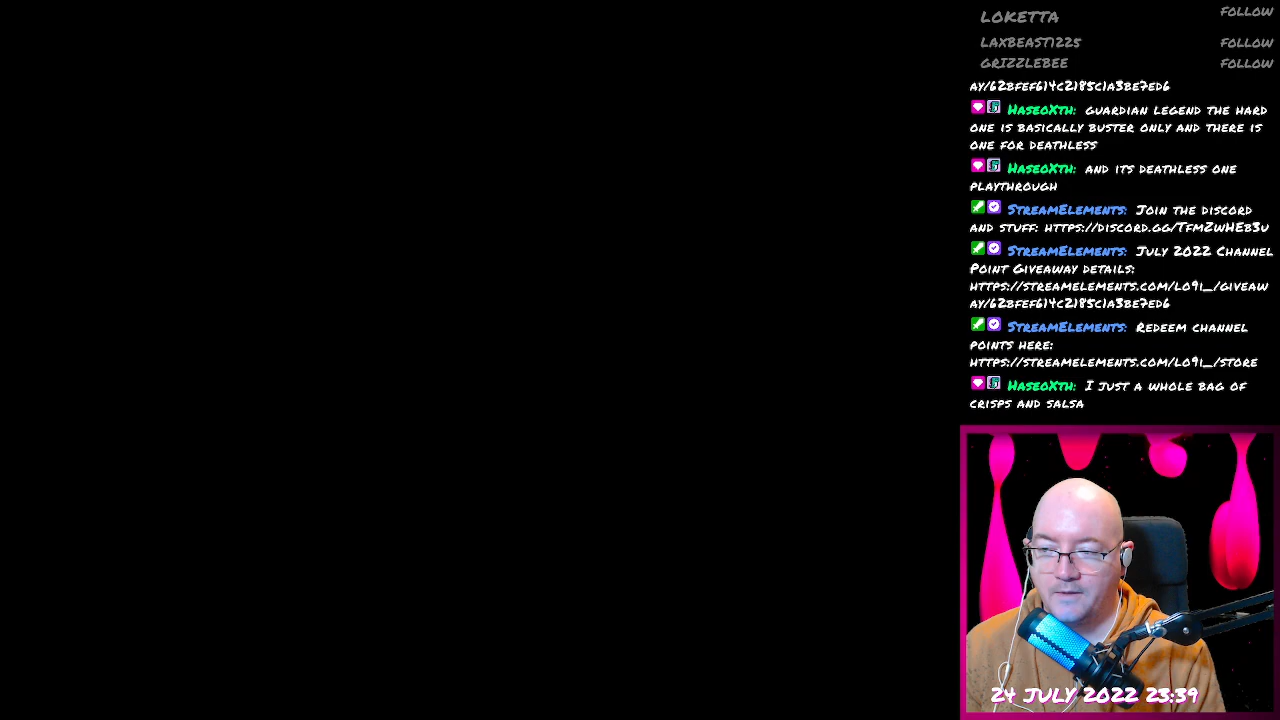 LOKETTA FOLLOW
LAXBEAST1225 FOLLOW
GRIZZLEBEE FOLLOW
AY/62BFEF614C2185C1A3BE7ED6
HaseoXth: GUARDIAN LEGEND THE HARD
ONE IS BASICALLY BUSTER ONLY AND THERE IS
ONE FOR DEATHLESS
HaseoXth: AND ITS DEATHLESS ONE
PLAYTHROUGH
StreamElements: Join the discord
and stuff: https://discord.gg/TfmZwHEb3u
StreamElements: July 2022 Channel
Point Giveaway details:
https://streamelements.com/lo9i_/giveaw
ay/62bfef614c2185c1a3be7ed6
StreamElements: Redeem channel
points here:
https://streamelements.com/lo9i_/store
HaseoXth: I just a whole bag of
crisps and salsa
24 JULY 2022 23:39